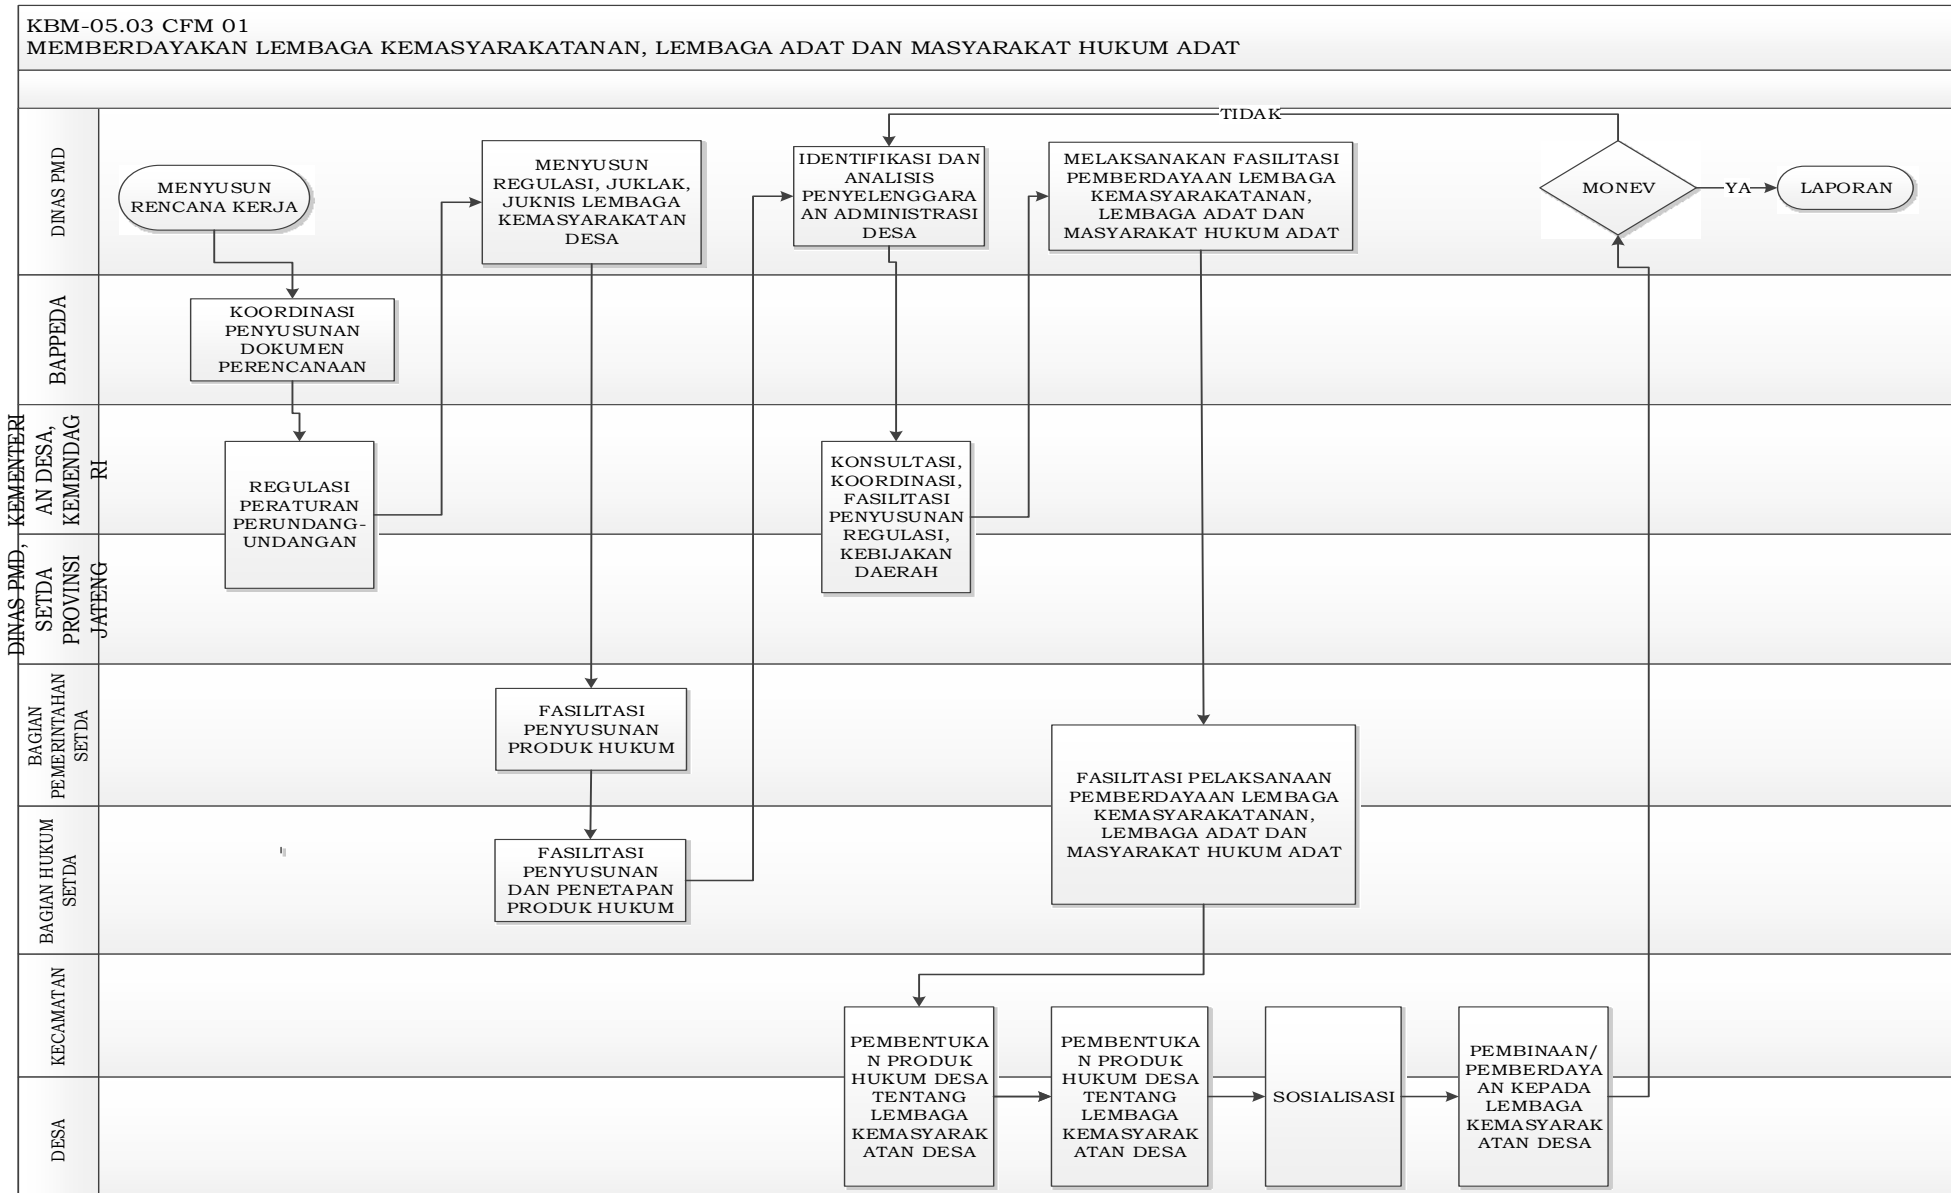 KBM-05.03 CFM 01
MEMBERDAYAKAN LEMBAGA KEMASYARAKATANAN, LEMBAGA ADAT DAN MASYARAKAT HUKUM ADAT
DINAS PMD
MENYUSUN
RENCANA KERJA
MENYUSUN
REGULASI, JUKLAK,
JUKNIS LEMBAGA
KEMASYARAKATAN
DESA
IDENTIFIKASI DAN
ANALISIS
PENYELENGGARA
AN ADMINISTRASI
DESA
MELAKSANAKAN FASILITASI
PEMBERDAYAAN LEMBAGA
KEMASYARAKATANAN,
LEMBAGA ADAT DAN
MASYARAKAT HUKUM ADAT
TIDAK
MONEV
YA
LAPORAN
BAPPEDA
KOORDINASI
PENYUSUNAN
DOKUMEN
PERENCANAAN
KEMENTERI
AN DESA,
KEMENDAG
RI
REGULASI
PERATURAN
PERUNDANG-
UNDANGAN
KONSULTASI,
KOORDINASI,
FASILITASI
PENYUSUNAN
REGULASI,
KEBIJAKAN
DAERAH
DINAS PMD,
SETDA
PROVINSI
JATENG
BAGIAN
PEMERINTAHAN
SETDA
FASILITASI
PENYUSUNAN
PRODUK HUKUM
FASILITASI PELAKSANAAN
PEMBERDAYAAN LEMBAGA
KEMASYARAKATANAN,
LEMBAGA ADAT DAN
MASYARAKAT HUKUM ADAT
BAGIAN HUKUM
SETDA
FASILITASI
PENYUSUNAN
DAN PENETAPAN
PRODUK HUKUM
KECAMATAN
PEMBENTUKA
N PRODUK
HUKUM DESA
TENTANG
LEMBAGA
KEMASYARAK
ATAN DESA
PEMBENTUKA
N PRODUK
HUKUM DESA
TENTANG
LEMBAGA
KEMASYARAK
ATAN DESA
SOSIALISASI
PEMBINAAN/
PEMBERDAYA
AN KEPADA
LEMBAGA
KEMASYARAK
ATAN DESA
DESA